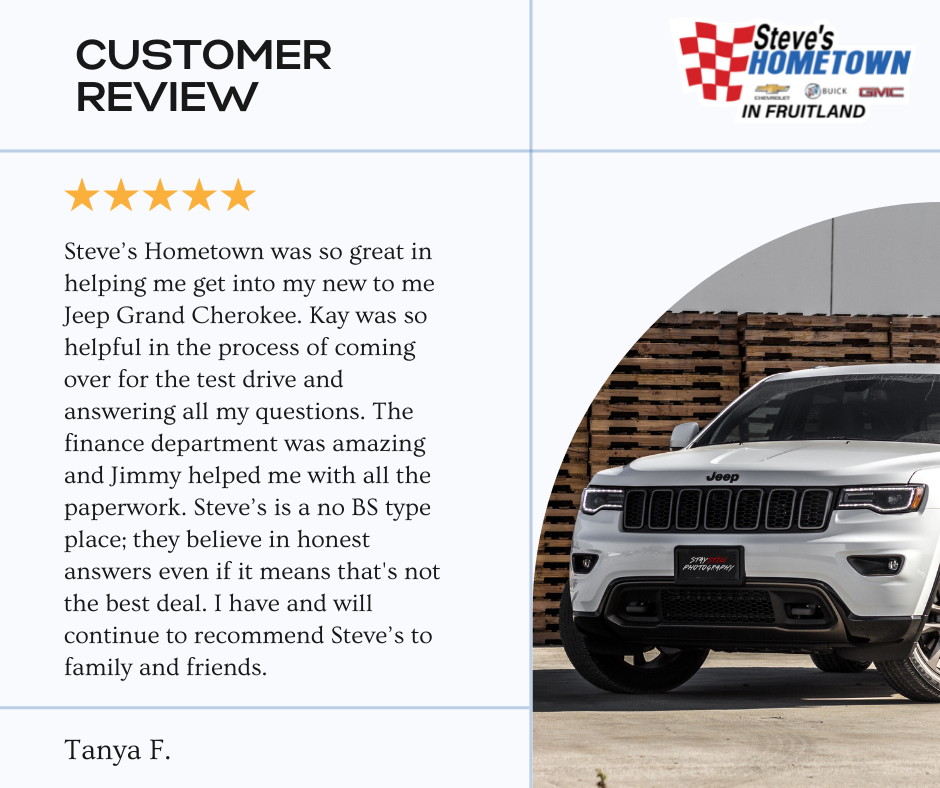 CUSTOMER
REVIEW
Steve's
HOMETOWN
CHEVROLET BUICK GMC
IN FRUITLAND
Steve’s Hometown was so great in
helping me get into my new to me
Jeep Grand Cherokee. Kay was so
helpful in the process of coming
over for the test drive and
answering all my questions. The
finance department was amazing
and Jimmy helped me with all the
paperwork. Steve’s is a no BS type
place; they believe in honest
answers even if it means that's not
the best deal. I have and will
continue to recommend Steve’s to
family and friends.
Tanya F.
Jeep
PHOTOGRAPHY